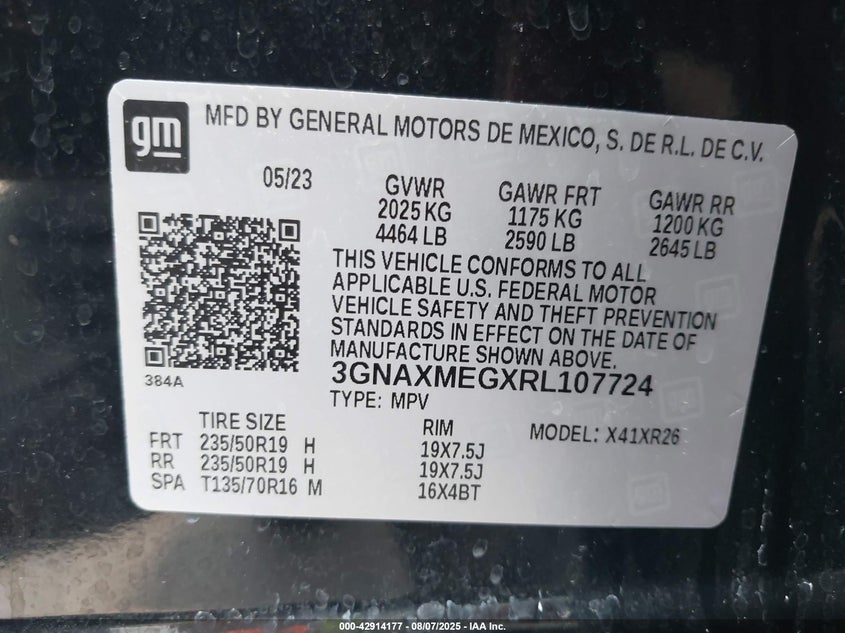 gm
MFD BY GENERAL MOTORS DE MEXICO, S. DE R.L. DE C.V.
05/23
GVWR GAWR FRT GAWR RR
2025 KG 1175 KG 1200 KG
4464 LB 2590 LB 2645 LB
THIS VEHICLE CONFORMS TO ALL
APPLICABLE U.S. FEDERAL MOTOR
VEHICLE SAFETY AND THEFT PREVENTION
STANDARDS IN EFFECT ON THE DATE OF
MANUFACTURE SHOWN ABOVE.
384A
3GNAXMEGXRL107724
TYPE: MPV
TIRE SIZE RIM MODEL: X41XR26
FRT 235/50R19 H 19X7.5J
RR 235/50R19 H 19X7.5J
SPA T135/70R16 M 16X4BT
000-42914177 - 08/07/2025 - IAA Inc.